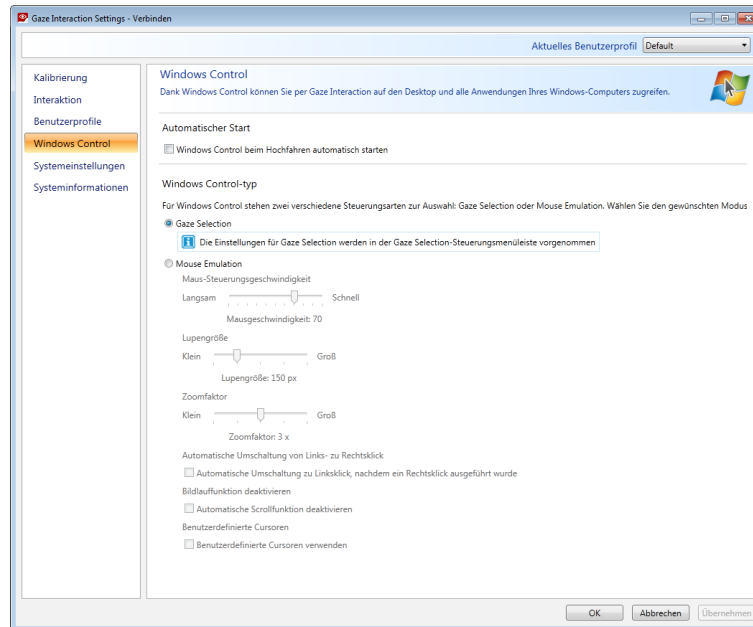 Gaze Interaction Settings - Verbinden
Aktuelles Benutzerprofil Default
Kalibrierung
Interaktion
Benutzerprofile
Windows Control
Systemeinstellungen
Systeminformationen
Windows Control
Dank Windows Control können Sie per Gaze Interaction auf den Desktop und alle Anwendungen Ihres Windows-Computers zugreifen.
Automatischer Start
Windows Control beim Hochfahren automatisch starten
Windows Control-typ
Für Windows Control stehen zwei verschiedene Steuerungsarten zur Auswahl: Gaze Selection oder Mouse Emulation. Wählen Sie den gewünschten Modus
Gaze Selection
Die Einstellungen für Gaze Selection werden in der Gaze Selection-Steuerungsmenüleiste vorgenommen
Mouse Emulation
Maus-Steuerungsgeschwindigkeit
Langsam Schnell
Mausgeschwindigkeit: 70
Lupengröße
Klein Groß
Lupengröße: 150 px
Zoomfaktor
Klein Groß
Zoomfaktor: 3 x
Automatische Umschaltung von Links- zu Rechtsklick
Automatische Umschaltung zu Linksklick, nachdem ein Rechtsklick ausgeführt wurde
Bildlauffunktion deaktivieren
Automatische Scrollfunktion deaktivieren
Benutzerdefinierte Cursoren
Benutzerdefinierte Cursoren verwenden
OK Abbrechen Übernehmen